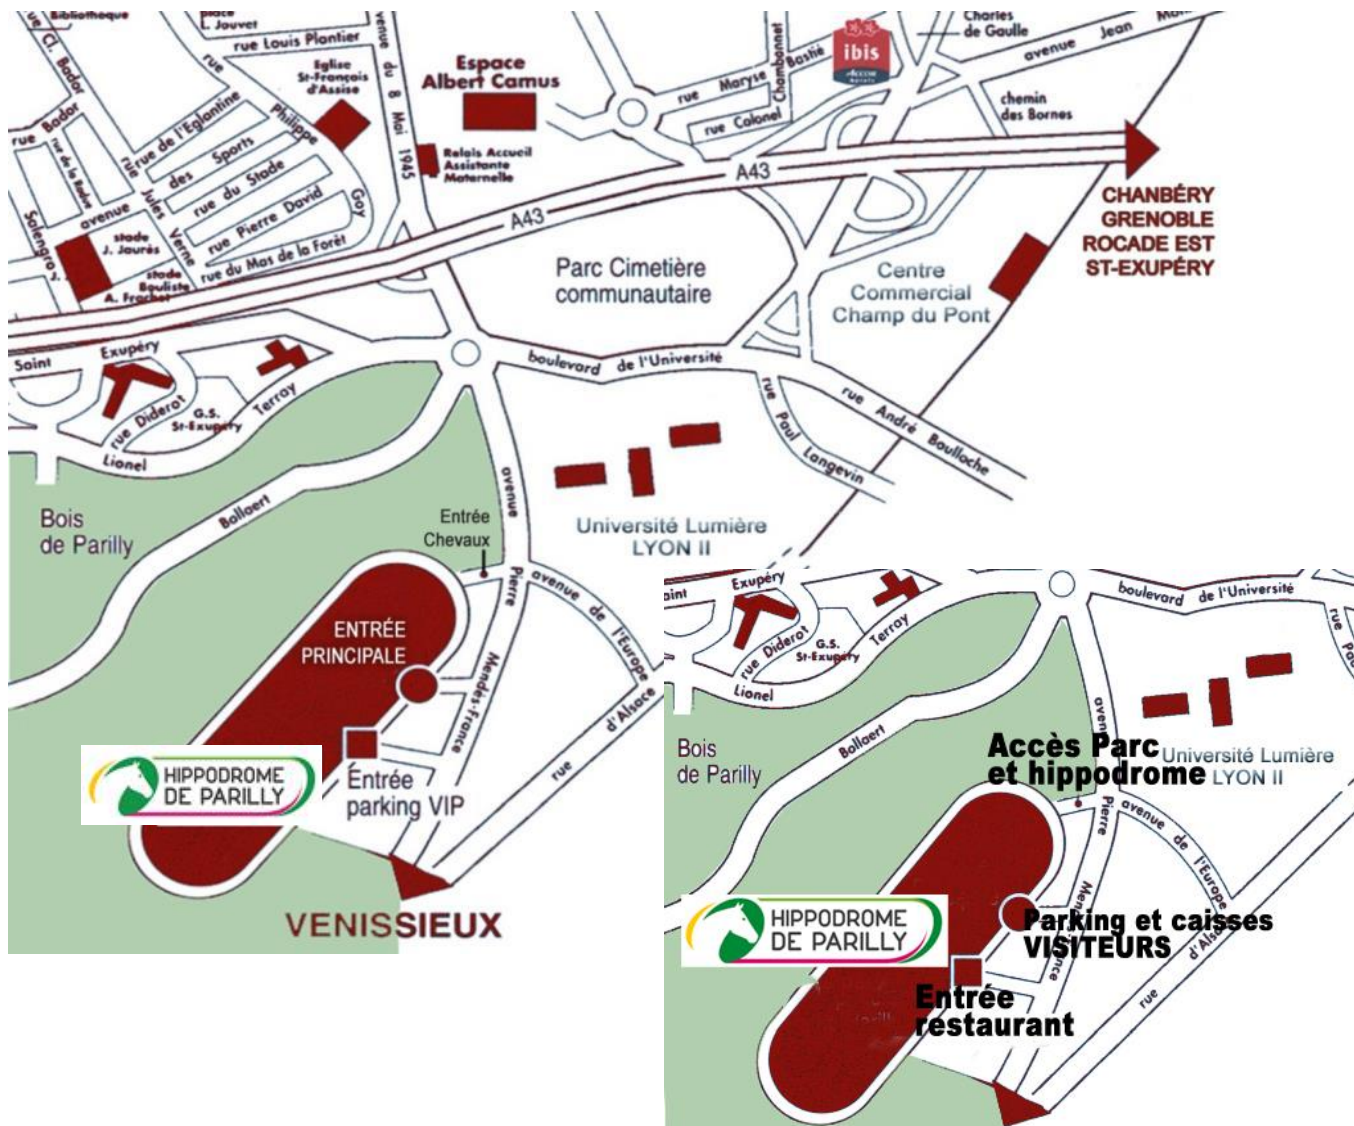 Bibliothèque
place
L. Jouvet
rue Cl. Bador
rue Louis Plantier
avenue du 8 Mai 1945
Espace
Albert Camus
Eglise
St-François
d'Assise
rue Philippe Goy
rue Bador
rue de l'Eglantine
avenue des Sports
rue du Stade
rue Pierre David
rue du Mas de la Forêt
rue Jules Verne
Salengro
stade
J. Jaurès
stade
Bouliste
A. Frachet
Relais Accueil
Assistante
Maternelle
rue Maryse Bastié
Chambonnet
rue Colonel
ibis
ACCOR
hotels
Charles
de Gaulle
avenue Jean
chemin
des Bornes
A43
A43
CHANBÉRY
GRENOBLE
ROCADE EST
ST-EXUPÉRY
Parc Cimetière
communautaire
Centre
Commercial
Champ du Pont
Saint Exupéry
rue Diderot
G.S.
St-Exupéry
Lionel Terray
boulevard de l'Université
rue Paul Langevin
rue André Boulloche
Bois
de Parilly
Bollaert
avenue Pierre Mendès-France
Entrée
Chevaux
Université Lumière
LYON II
avenue de l'Europe
rue d'Alsace
ENTRÉE
PRINCIPALE
HIPPODROME
DE PARILLY
Entrée
parking VIP
VENISSIEUX
aint Exupéry
rue Diderot
G.S.
St-Exupéry
Lionel Terray
boulevard de l'Université
rue Pau
Bois
de Parilly
Bollaert
Accès Parc
et hippodrome
Université Lumière
LYON II
avenue Pierre Mendès-France
avenue de l'Europe
rue d'Alsace
HIPPODROME
DE PARILLY
Parking et caisses
VISITEURS
Entrée
restaurant